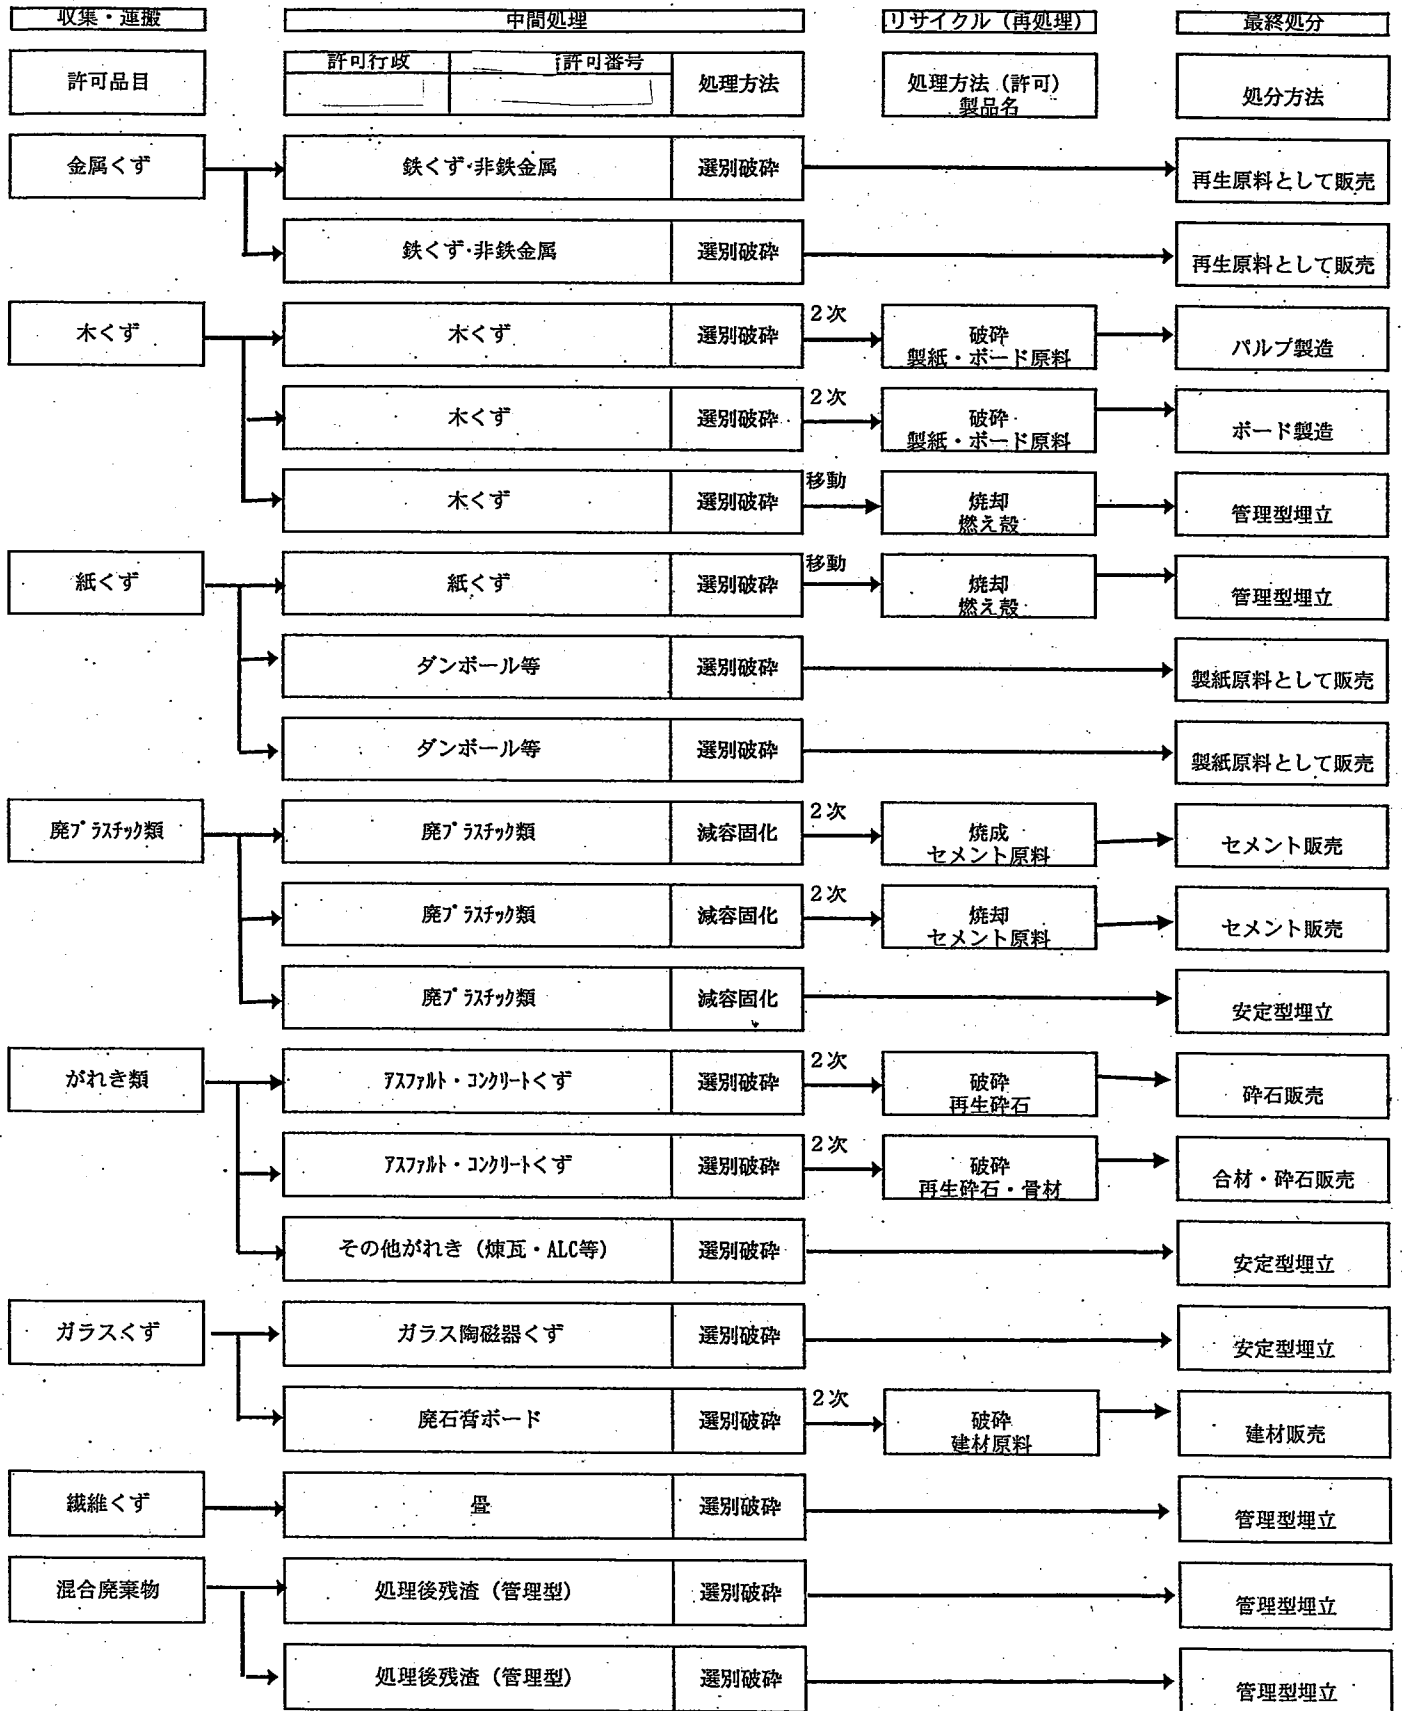 収集・運搬
中間処理
リサイクル（再処理）
最終処分
許可品目
許可行政
許可番号
処理方法
処理方法（許可）
製品名
処分方法
金属くず
鉄くず・非鉄金属
選別破砕
再生原料として販売
鉄くず・非鉄金属
選別破砕
再生原料として販売
木くず
木くず
選別破砕
2次
破砕
製紙・ボード原料
パルプ製造
木くず
選別破砕
2次
破砕
製紙・ボード原料
ボード製造
木くず
選別破砕
移動
焼却
燃え殻
管理型埋立
紙くず
紙くず
選別破砕
移動
焼却
燃え殻
管理型埋立
ダンボール等
選別破砕
製紙原料として販売
ダンボール等
選別破砕
製紙原料として販売
廃ﾌﾟﾗｽﾁｯｸ類
廃ﾌﾟﾗｽﾁｯｸ類
減容固化
2次
焼成
セメント原料
セメント販売
廃ﾌﾟﾗｽﾁｯｸ類
減容固化
2次
焼却
セメント原料
セメント販売
廃ﾌﾟﾗｽﾁｯｸ類
減容固化
安定型埋立
がれき類
ｱｽﾌｧﾙﾄ・ｺﾝｸﾘｰﾄくず
選別破砕
2次
破砕
再生砕石
砕石販売
ｱｽﾌｧﾙﾄ・ｺﾝｸﾘｰﾄくず
選別破砕
2次
破砕
再生砕石・骨材
合材・砕石販売
その他がれき（煉瓦・ALC等）
選別破砕
安定型埋立
ガラスくず
ガラス陶磁器くず
選別破砕
安定型埋立
廃石膏ボード
選別破砕
2次
破砕
建材原料
建材販売
繊維くず
畳
選別破砕
管理型埋立
混合廃棄物
処理後残渣（管理型）
選別破砕
管理型埋立
処理後残渣（管理型）
選別破砕
管理型埋立